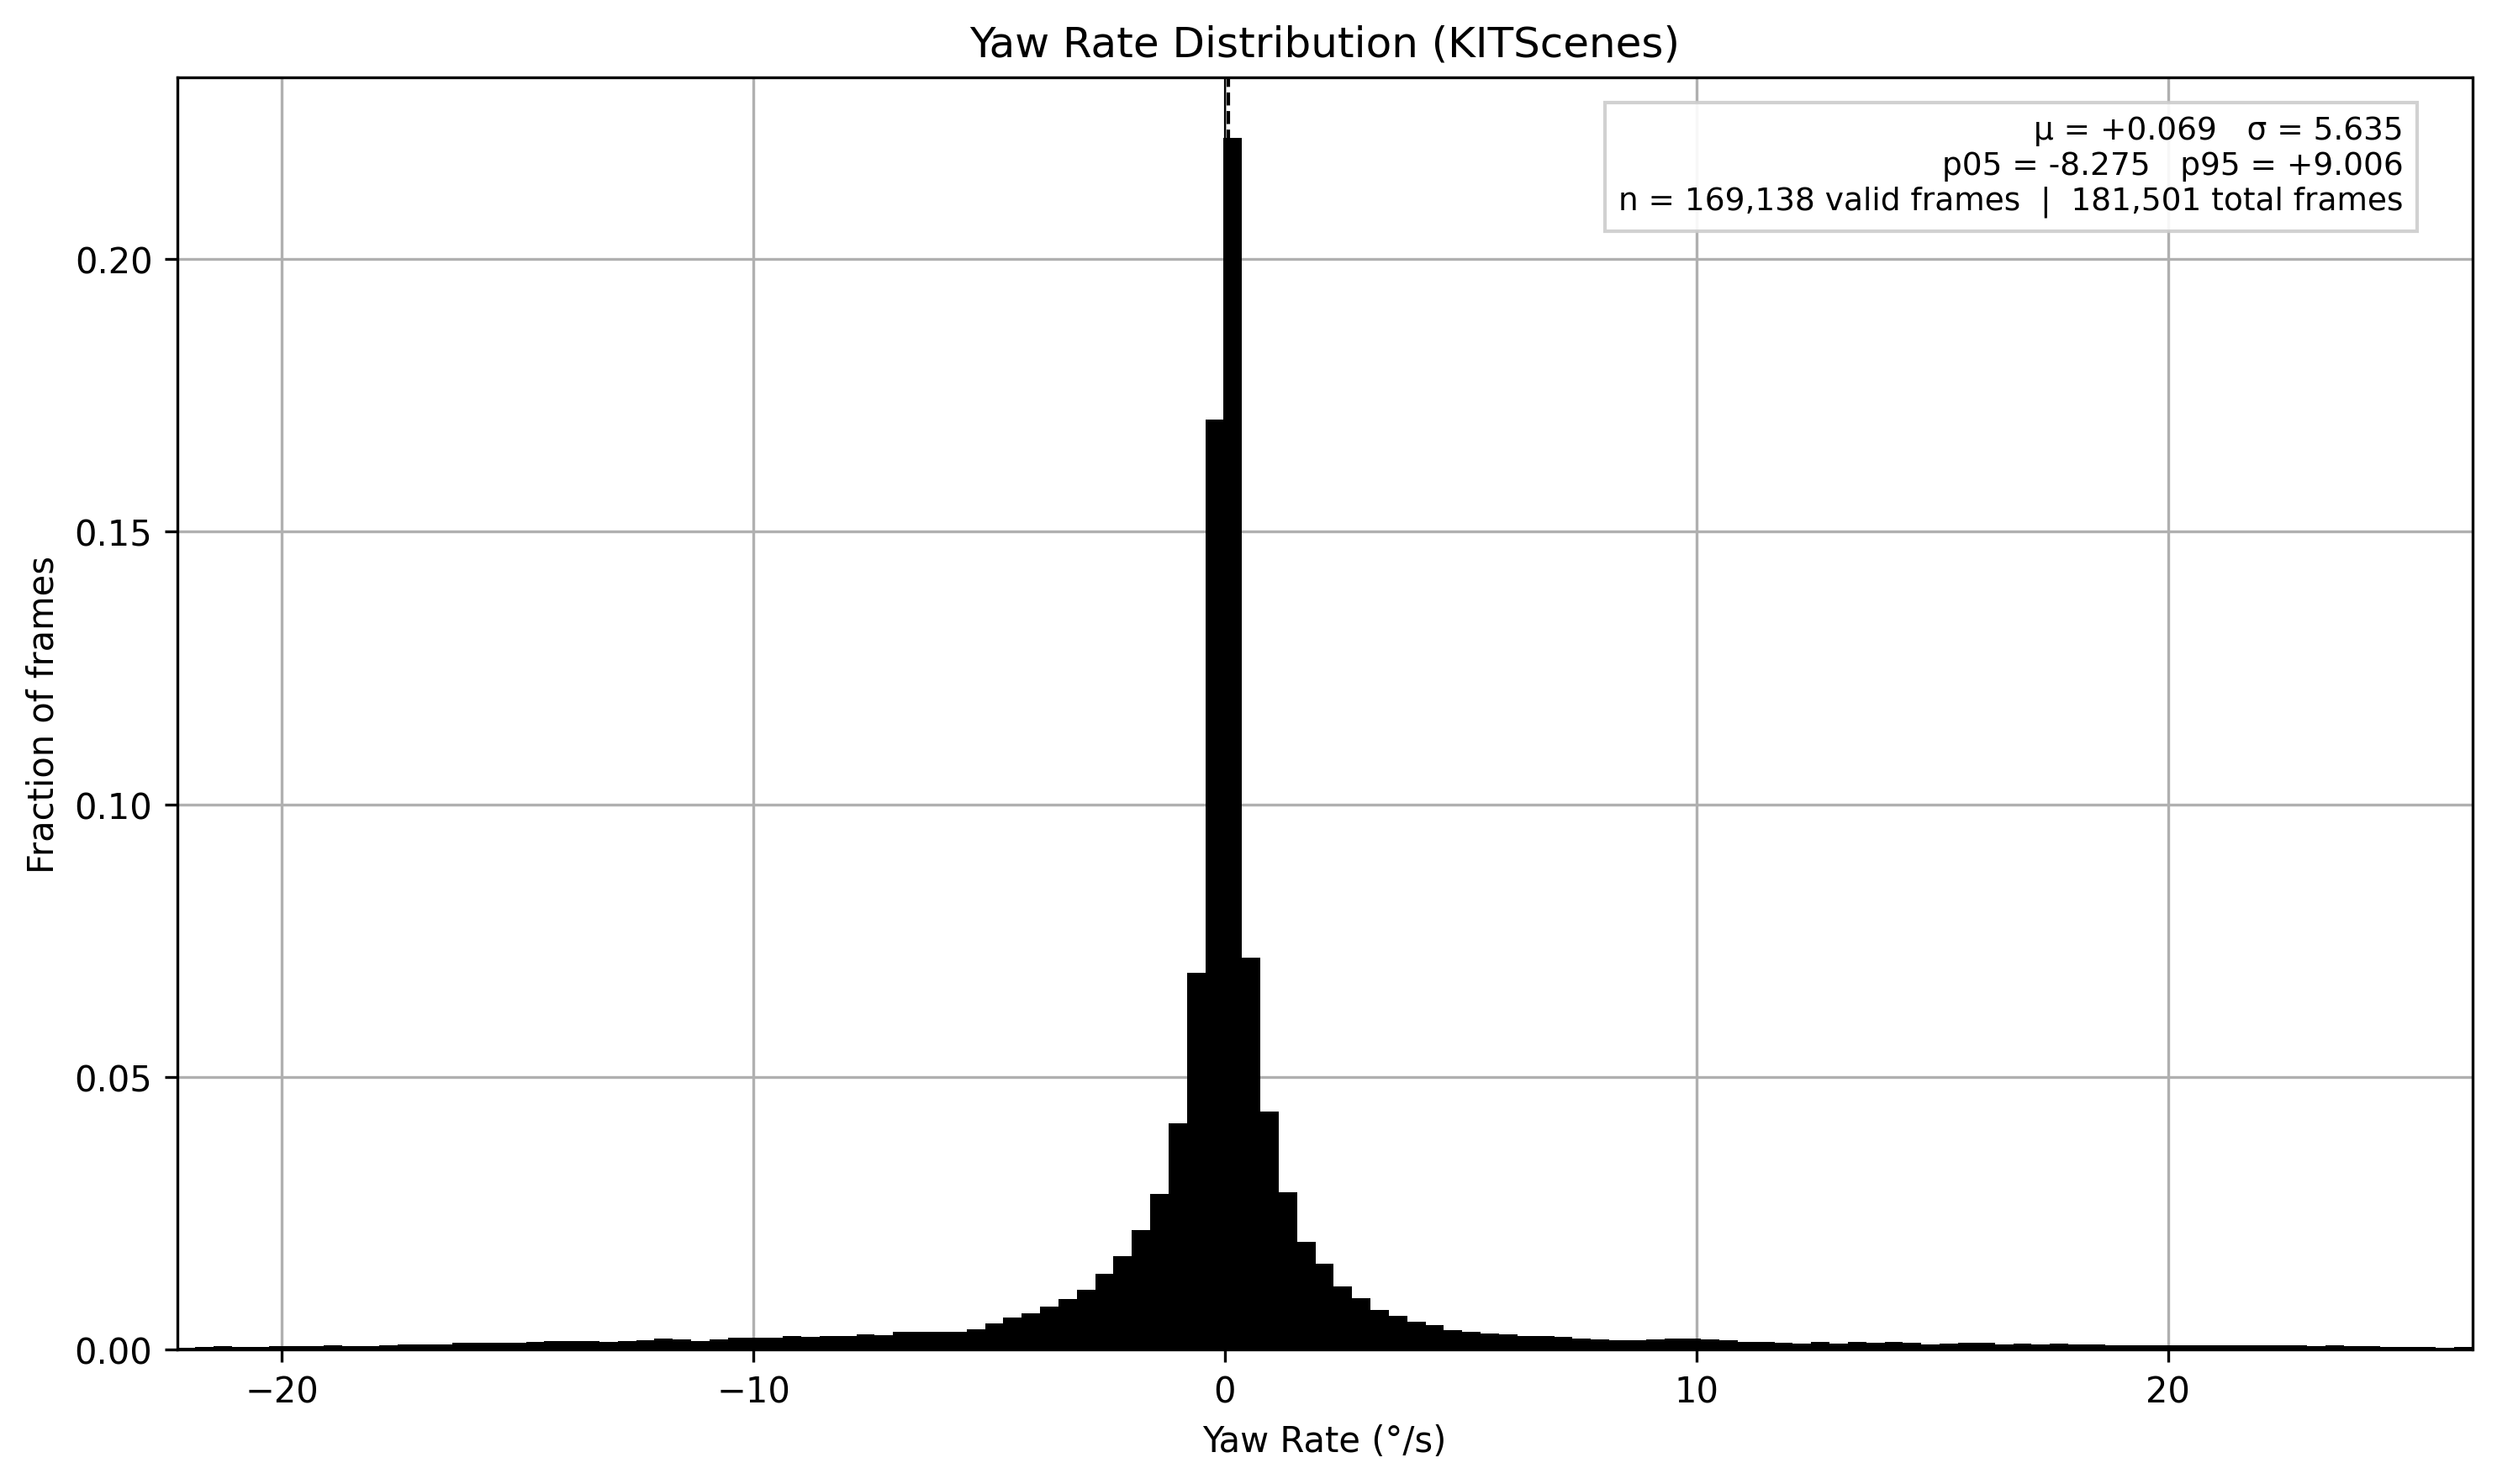 Yaw Rate Distribution (KITScenes)
μ = +0.069   σ = 5.635
p05 = -8.275   p95 = +9.006
n = 169,138 valid frames  |  181,501 total frames
Fraction of frames
0.20
0.15
0.10
0.05
0.00
−20
−10
0
10
20
Yaw Rate (°/s)